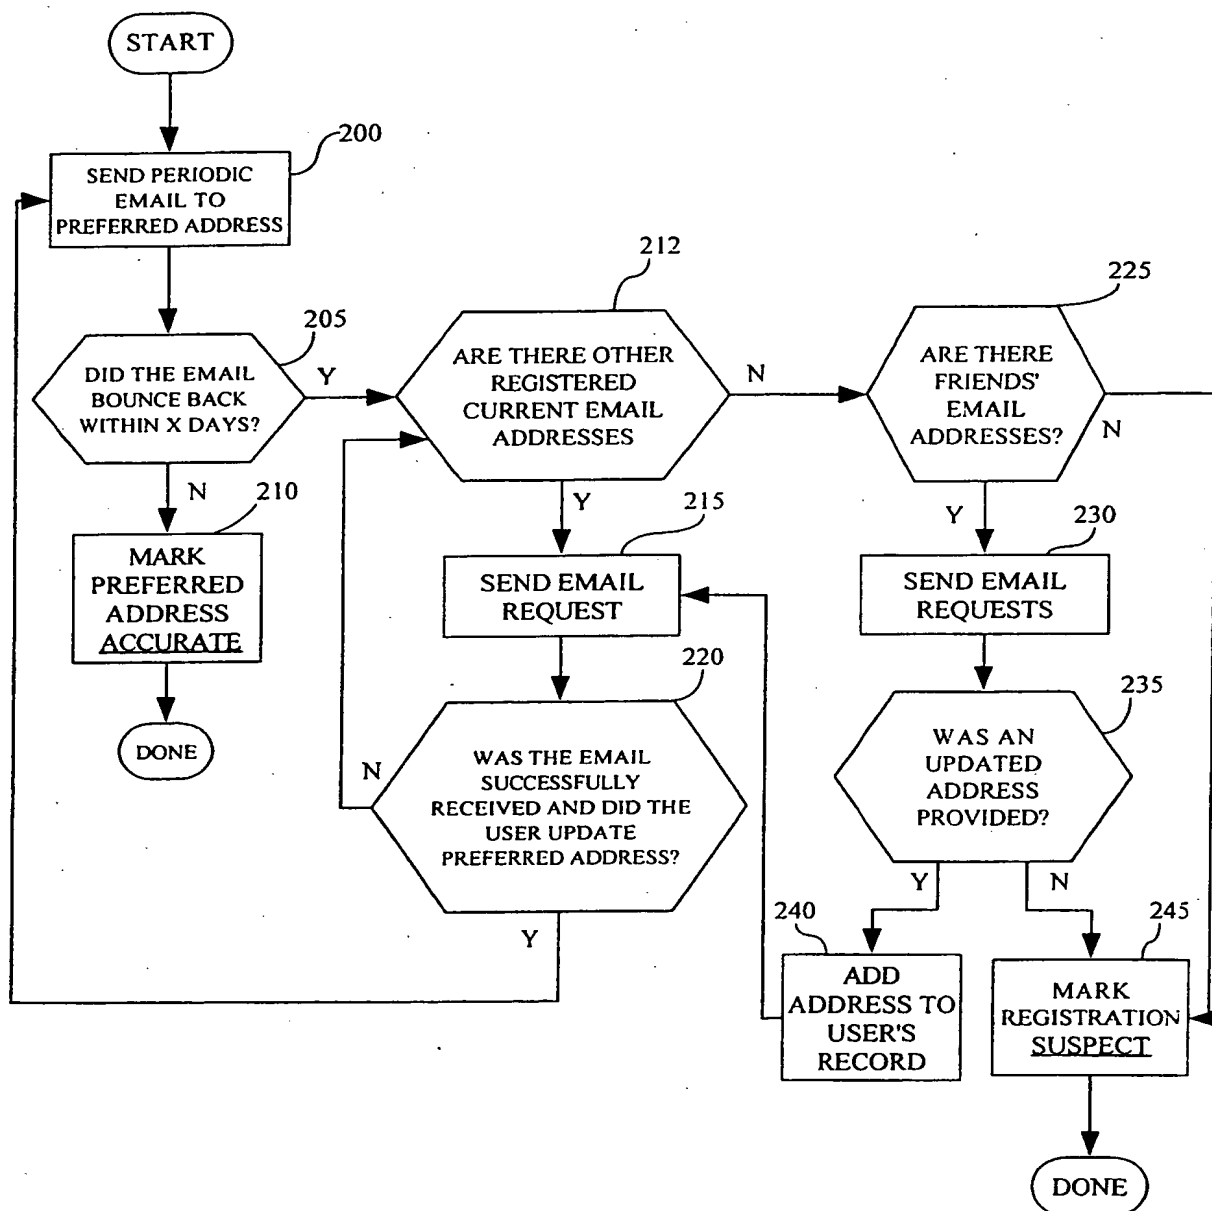 START
200
SEND PERIODIC
EMAIL TO
PREFERRED ADDRESS
205
DID THE EMAIL
BOUNCE BACK
WITHIN X DAYS?
Y
N
210
MARK
PREFERRED
ADDRESS
ACCURATE
DONE
212
ARE THERE OTHER
REGISTERED
CURRENT EMAIL
ADDRESSES
N
Y
215
SEND EMAIL
REQUEST
220
WAS THE EMAIL
SUCCESSFULLY
RECEIVED AND DID THE
USER UPDATE
PREFERRED ADDRESS?
N
Y
225
ARE THERE
FRIENDS'
EMAIL
ADDRESSES?
N
Y
230
SEND EMAIL
REQUESTS
235
WAS AN
UPDATED
ADDRESS
PROVIDED?
Y
N
240
ADD
ADDRESS TO
USER'S
RECORD
245
MARK
REGISTRATION
SUSPECT
DONE